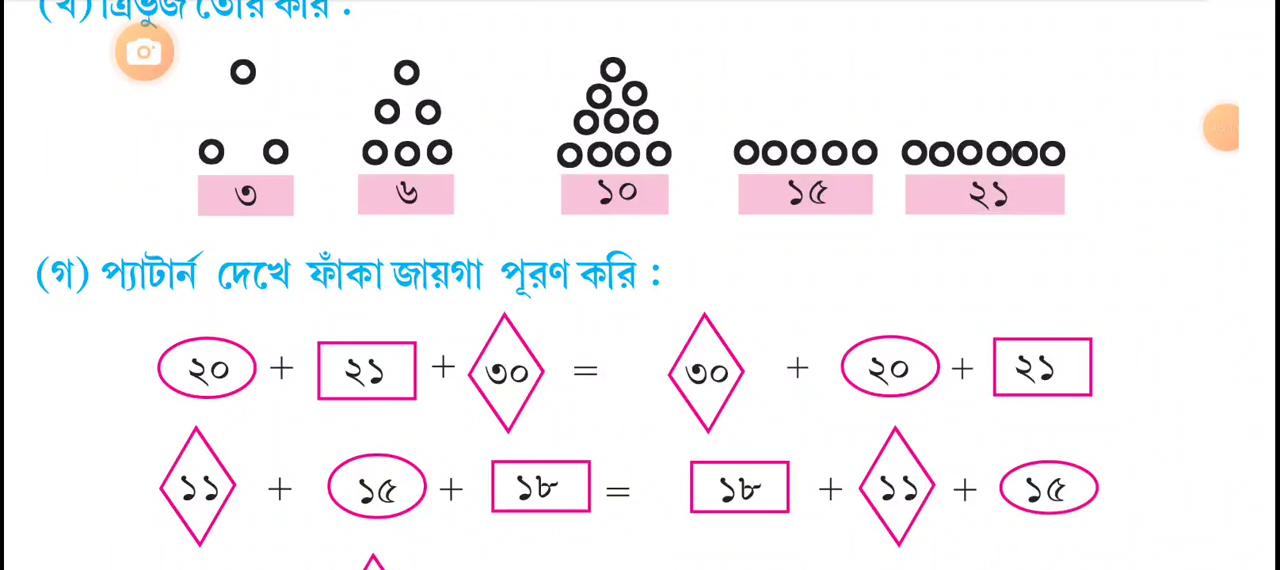 (খ) ত্রিভুজ তৈরি করি :
৩ ৬ ১০ ১৫ ২১
(গ) প্যাটার্ন দেখে ফাঁকা জায়গা পূরণ করি :
২০ + ২১ + ৩০ = ৩০ + ২০ + ২১
১১ + ১৫ + ১৮ = ১৮ + ১১ + ১৫